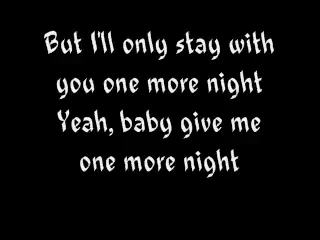 But I'll only stay with
you one more night
Yeah, baby give me
one more night